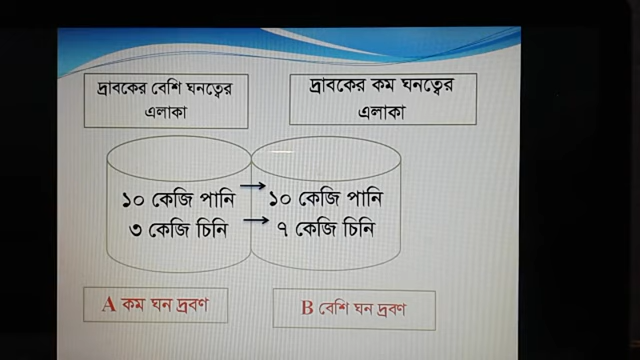 দ্রাবকের বেশি ঘনত্বের
এলাকা
দ্রাবকের কম ঘনত্বের
এলাকা
১০ কেজি পানি
১০ কেজি পানি
৩ কেজি চিনি
৭ কেজি চিনি
A কম ঘন দ্রবণ
B বেশি ঘন দ্রবণ